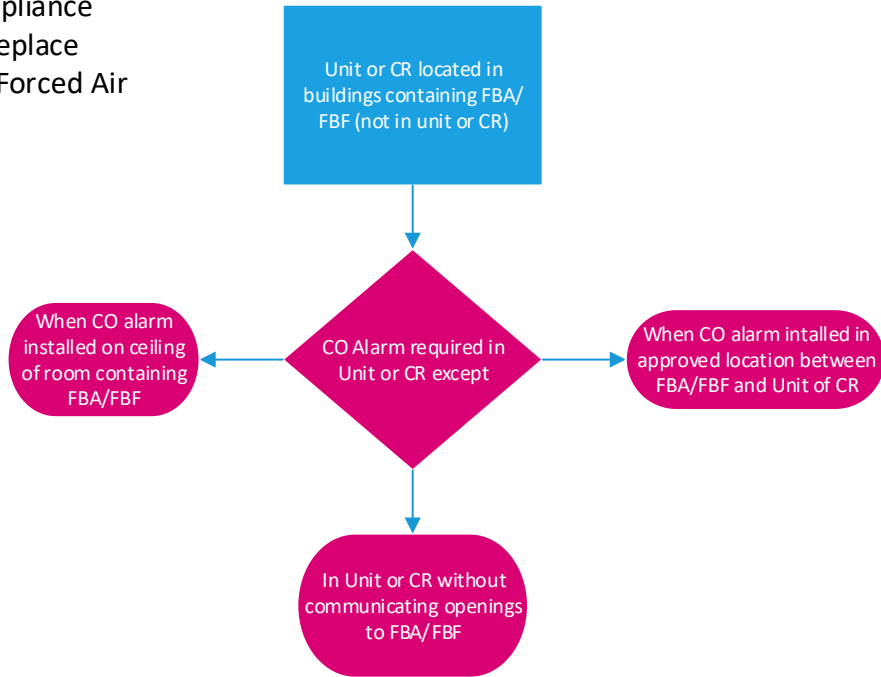 pliance
eplace
Forced Air
Unit or CR located in
buildings containing FBA/
FBF (not in unit or CR)
When CO alarm
installed on ceiling
of room containing
FBA/FBF
CO Alarm required in
Unit or CR except
When CO alarm intalled in
approved location between
FBA/FBF and Unit of CR
In Unit or CR without
communicating openings
to FBA/FBF